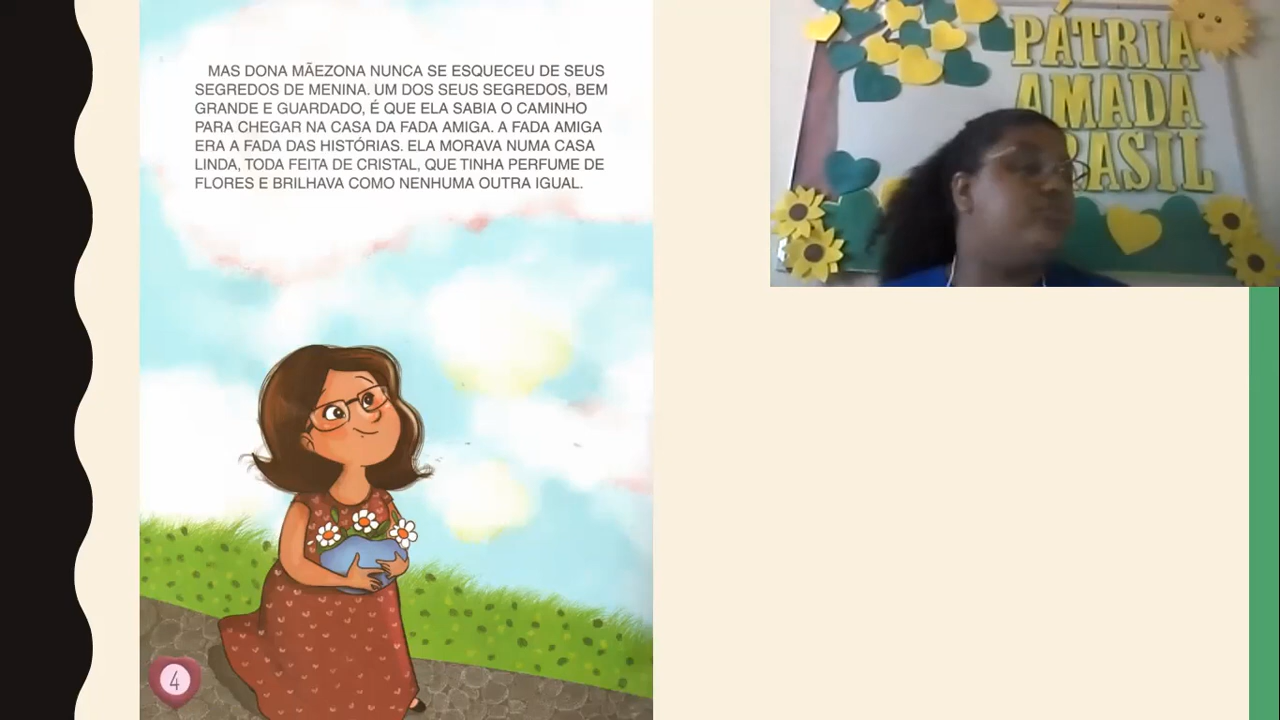 MAS DONA MÃEZONA NUNCA SE ESQUECEU DE SEUS
SEGREDOS DE MENINA. UM DOS SEUS SEGREDOS, BEM
GRANDE E GUARDADO, É QUE ELA SABIA O CAMINHO
PARA CHEGAR NA CASA DA FADA AMIGA. A FADA AMIGA
ERA A FADA DAS HISTÓRIAS. ELA MORAVA NUMA CASA
LINDA, TODA FEITA DE CRISTAL, QUE TINHA PERFUME DE
FLORES E BRILHAVA COMO NENHUMA OUTRA IGUAL.
4
PÁTRIA
AMADA
BRASIL